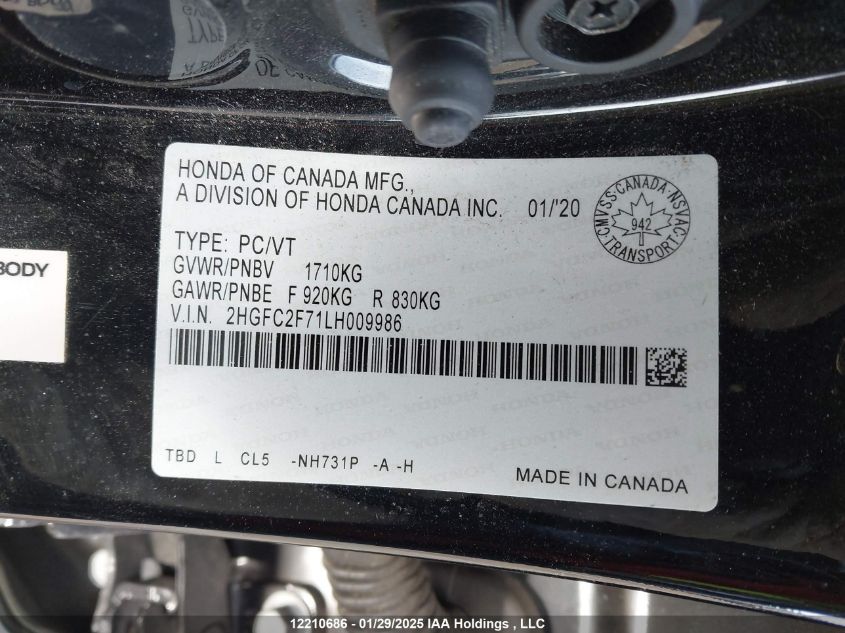 HONDA OF CANADA MFG.,
A DIVISION OF HONDA CANADA INC. 01/'20
CMVSS·CANADA·NSVAC
942
TRANSPORT
TYPE: PC/VT
GVWR/PNBV 1710KG
GAWR/PNBE F 920KG R 830KG
V.I.N. 2HGFC2F71LH009986
BODY
TBD L CL5 -NH731P -A -H
MADE IN CANADA
12210686 - 01/29/2025 IAA Holdings , LLC